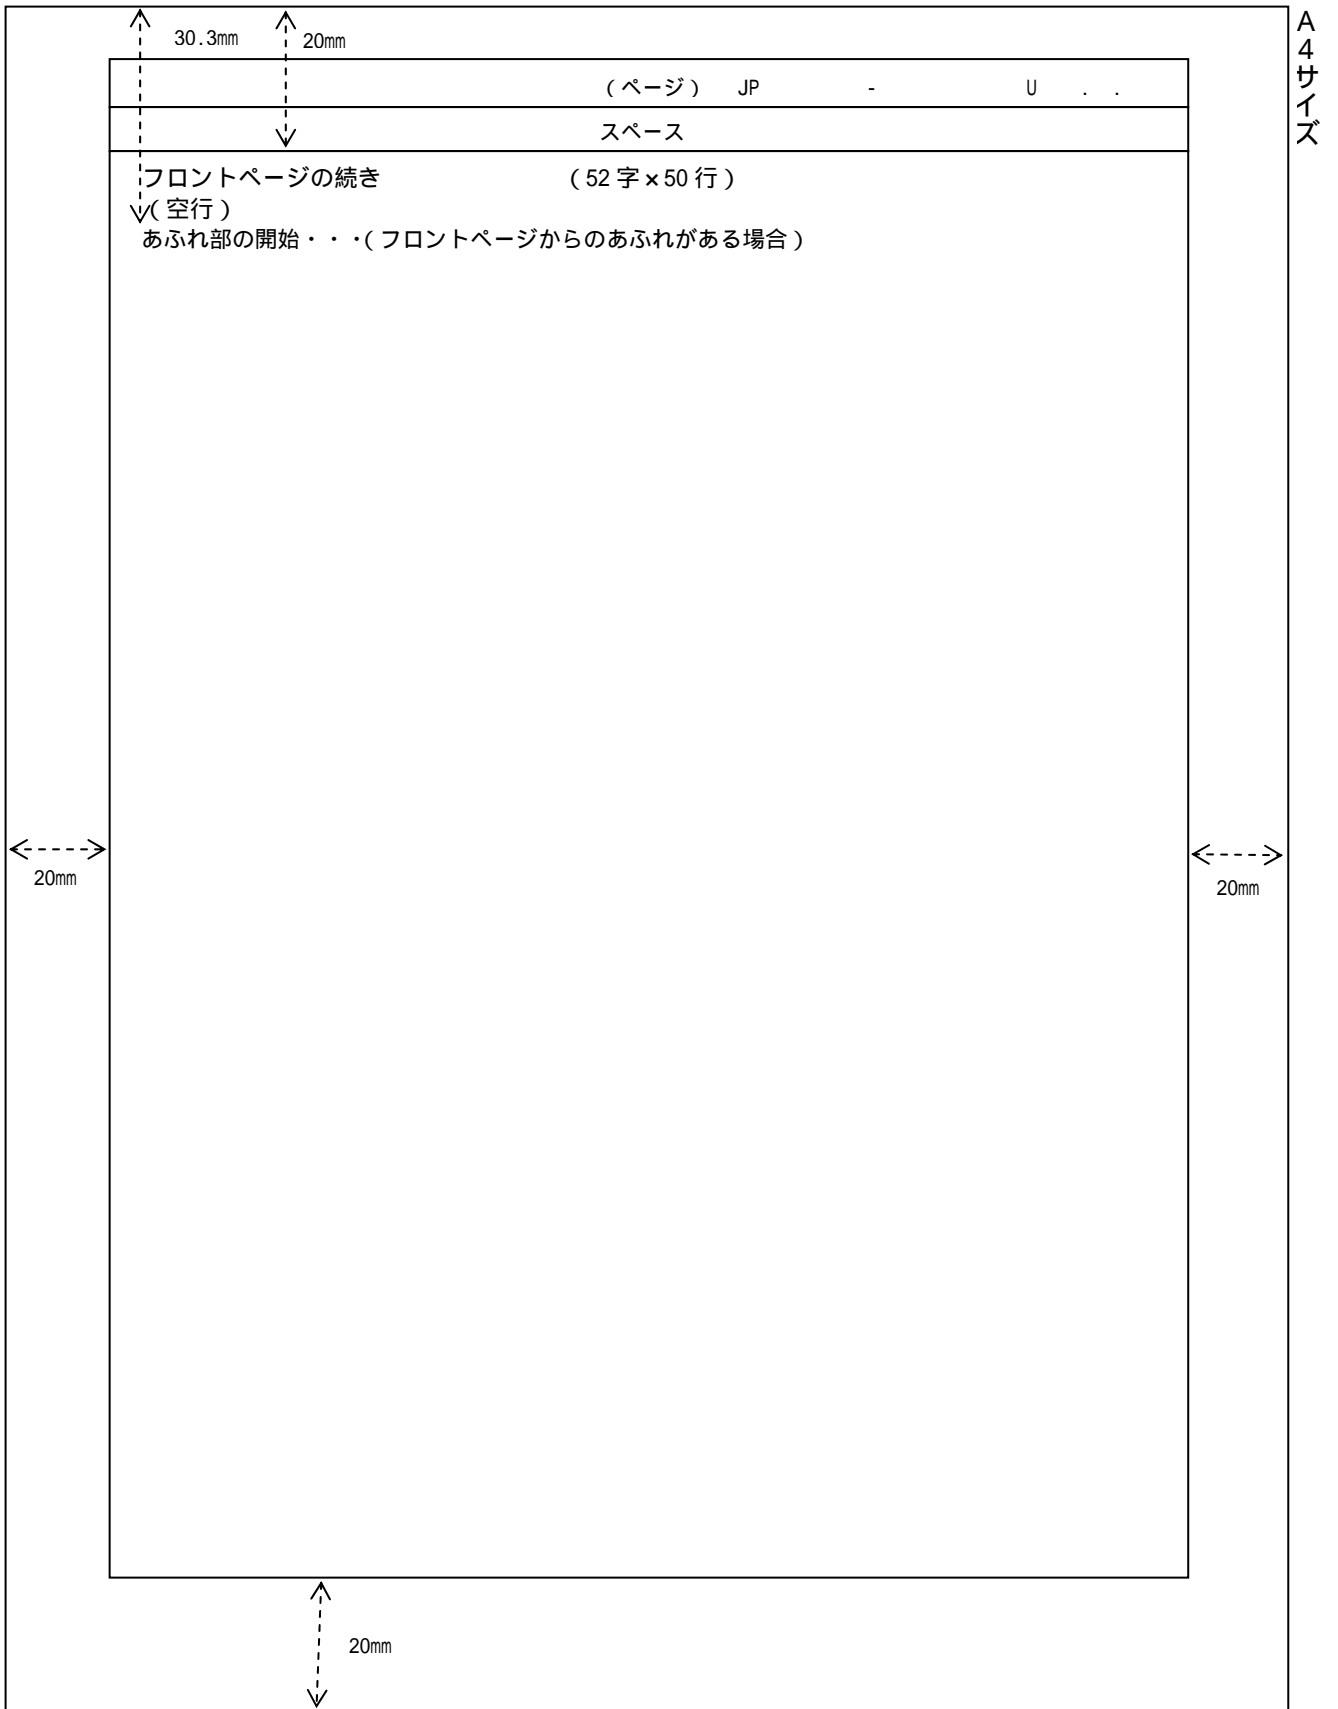 A4サイズ
30.3㎜ 20㎜
(ページ) JP - U . .
スペース
フロントページの続き (52字×50行)
(空行)
あふれ部の開始・・・(フロントページからのあふれがある場合)
20㎜
20㎜
20㎜